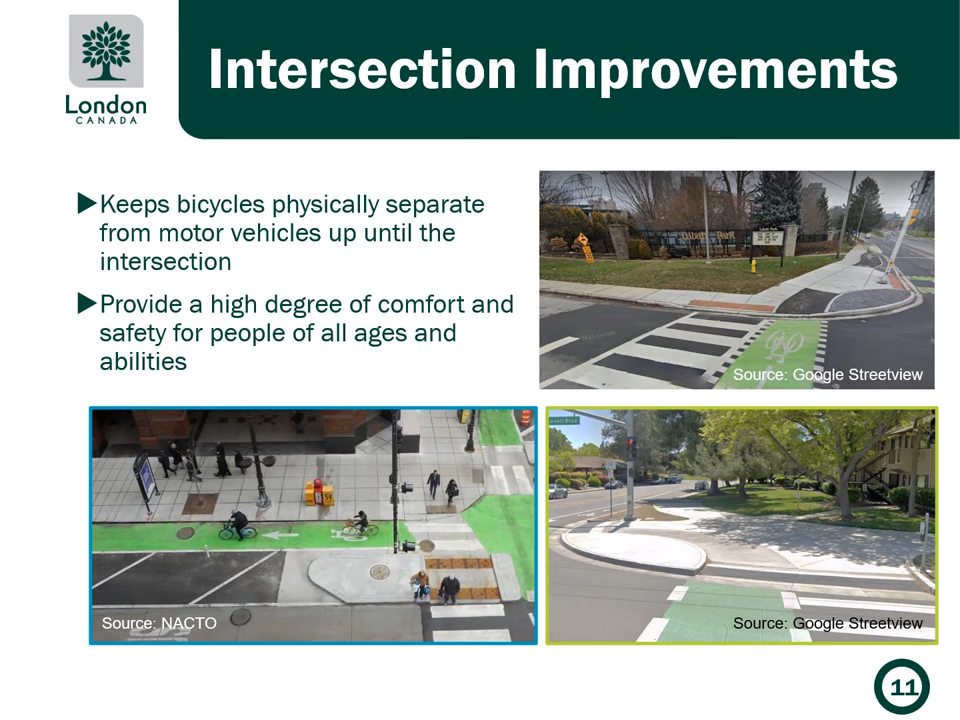 London
CANADA
Intersection Improvements
▶Keeps bicycles physically separate
from motor vehicles up until the
intersection
▶Provide a high degree of comfort and
safety for people of all ages and
abilities
Source: Google Streetview
Source: NACTO
Source: Google Streetview
11